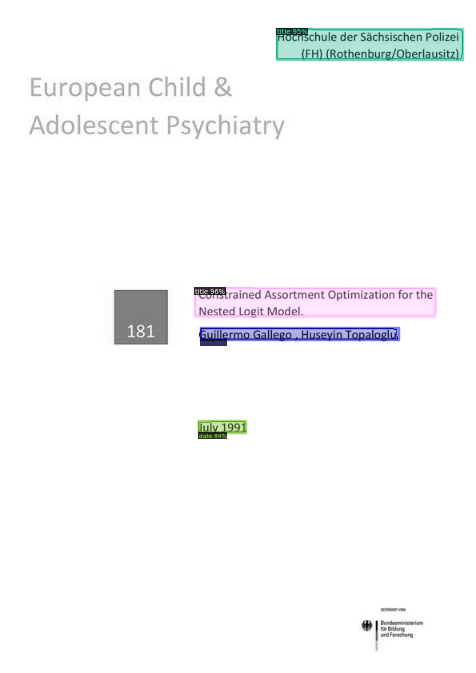 title 95%
Hochschule der Sächsischen Polizei
(FH) (Rothenburg/Oberlausitz)
European Child &
Adolescent Psychiatry
title 96%
Constrained Assortment Optimization for the
Nested Logit Model.
181
Guillermo Gallego , Huseyin Topaloglu,
July 1991
date 84%
GEFÖRDERT VOM
Bundesministerium
für Bildung
und Forschung